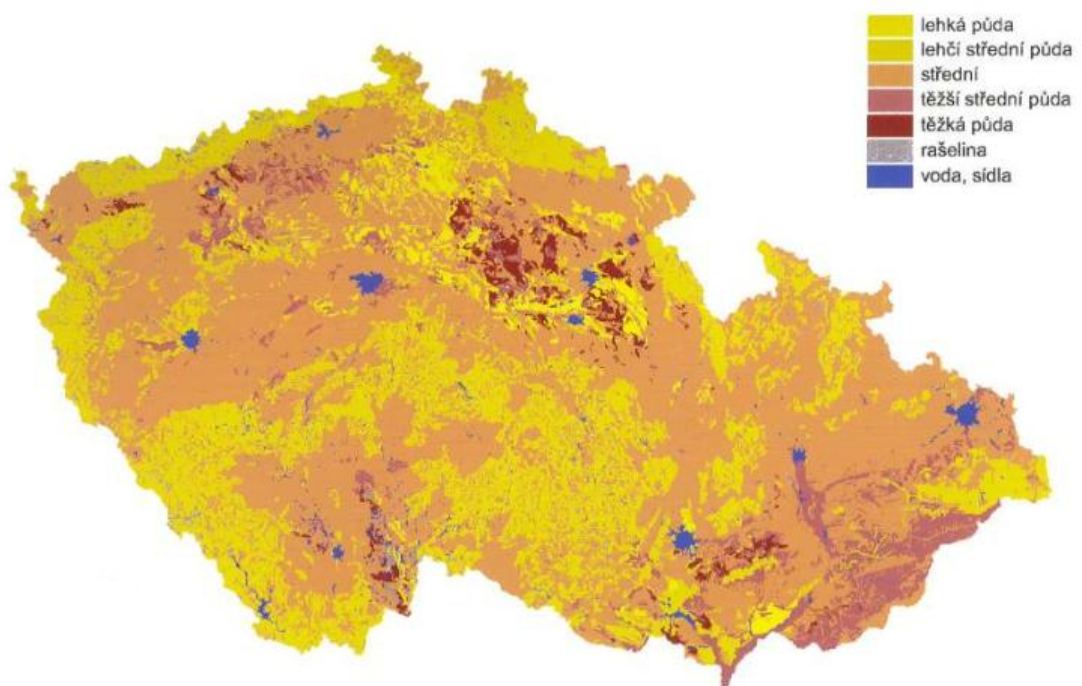 lehká půda
lehčí střední půda
střední
těžší střední půda
těžká půda
rašelina
voda, sídla